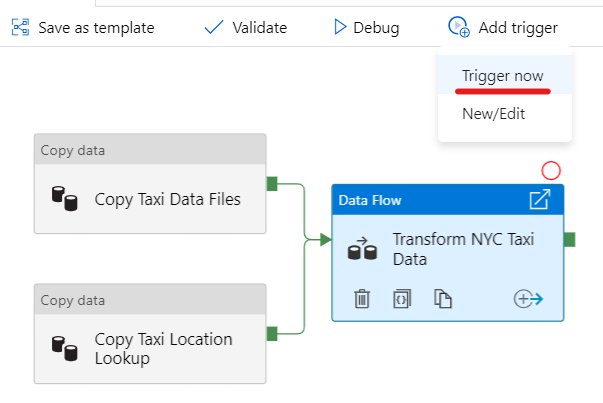 Save as template Validate Debug Add trigger
Trigger now
New/Edit
Copy data
Copy Taxi Data Files
Data Flow
Transform NYC Taxi
Data
Copy data
Copy Taxi Location
Lookup